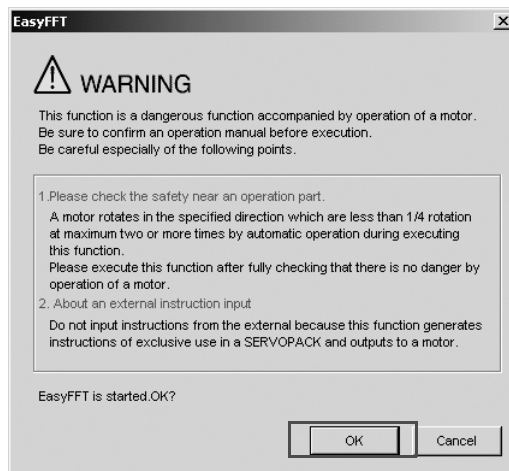 EasyFFT
WARNING
This function is a dangerous function accompanied by operation of a motor.
Be sure to confirm an operation manual before execution.
Be careful especially of the following points.
1.Please check the safety near an operation part.
A motor rotates in the specified direction which are less than 1/4 rotation
at maximum two or more times by automatic operation during executing
this function.
Please execute this function after fully checking that there is no danger by
operation of a motor.
2. About an external instruction input
Do not input instructions from the external because this function generates
instructions of exclusive use in a SERVOPACK and outputs to a motor.
EasyFFT is started.OK?
OK Cancel